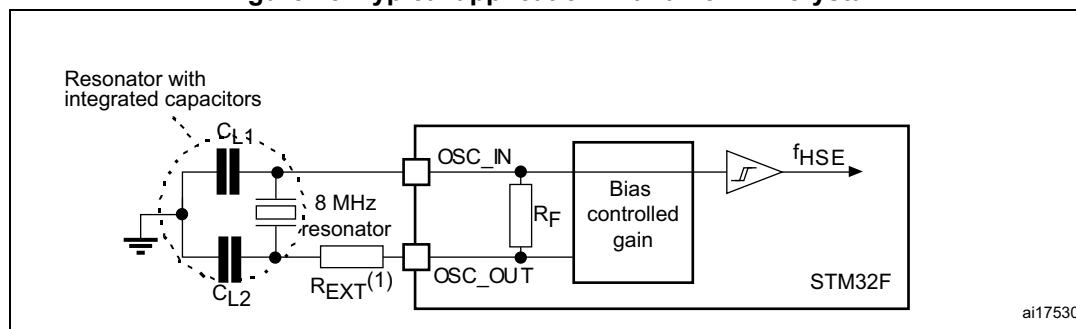 Resonator with
integrated capacitors
CL1
OSC_IN
fHSE
8 MHz
resonator
RF
Bias
controlled
gain
REXT(1)
OSC_OUT
STM32F
CL2
ai17530